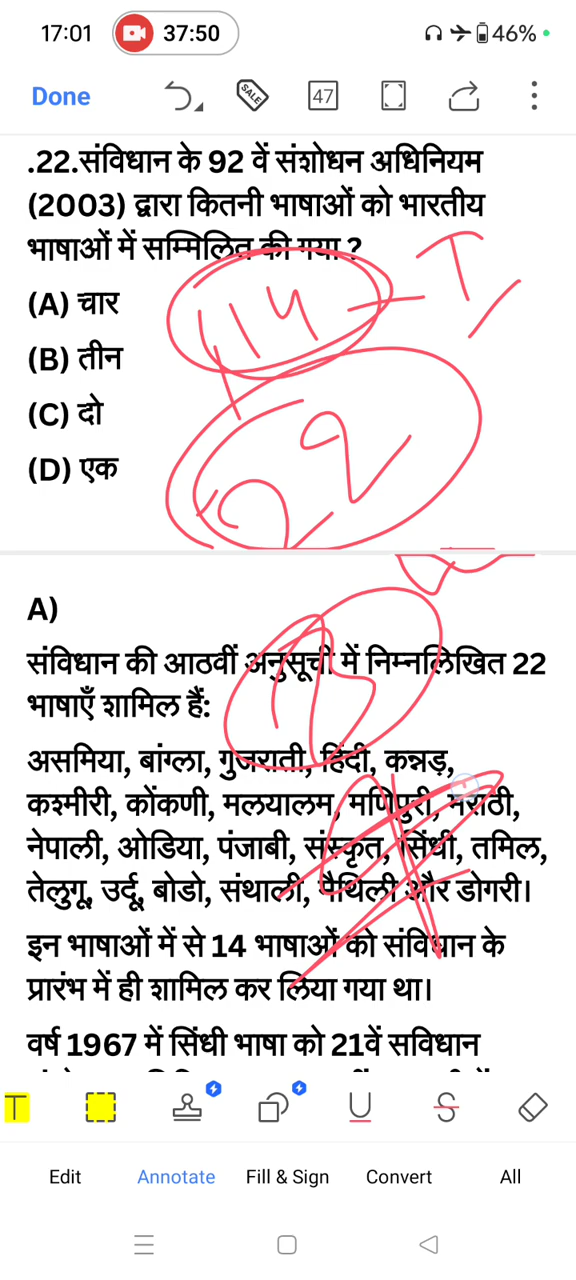 17:01
37:50
46%
Done
SALE
47
.22.संविधान के 92 वें संशोधन अधिनियम
(2003) द्वारा कितनी भाषाओं को भारतीय
भाषाओं में सम्मिलित की गया ?
(A) चार
(B) तीन
(C) दो
(D) एक
14
22
A)
संविधान की आठवीं अनुसूची में निम्नलिखित 22
भाषाएँ शामिल हैं:
असमिया, बांग्ला, गुजराती, हिंदी, कन्नड़,
कश्मीरी, कोंकणी, मलयालम, मणिपुरी, मराठी,
नेपाली, ओडिया, पंजाबी, संस्कृत, सिंधी, तमिल,
तेलुगू, उर्दू, बोडो, संथाली, मैथिली और डोगरी।
इन भाषाओं में से 14 भाषाओं को संविधान के
प्रारंभ में ही शामिल कर लिया गया था।
वर्ष 1967 में सिंधी भाषा को 21वें सविधान
T
U
S
Edit
Annotate
Fill & Sign
Convert
All